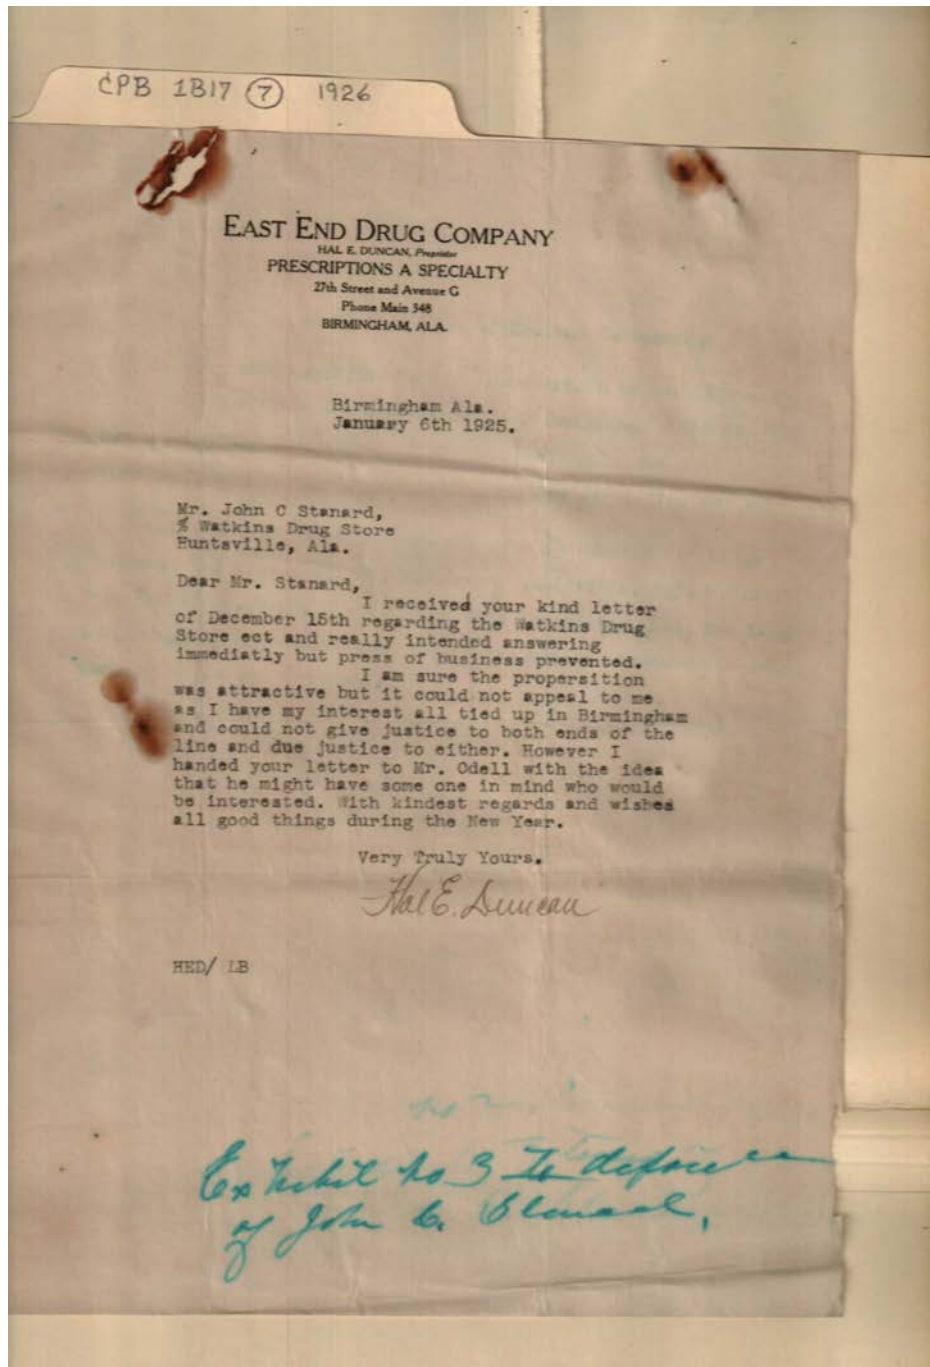 CPB 1B17 7 1926
EAST END DRUG COMPANY
HAL E. DUNCAN, Proprietor
PRESCRIPTIONS A SPECIALTY
27th Street and Avenue G
Phone Main 348
BIRMINGHAM, ALA.
Birmingham Ala.
January 6th 1925.
Mr. John C Stanard,
% Watkins Drug Store
Huntsville, Ala.
Dear Mr. Stanard,
I received your kind letter
of December 15th regarding the Watkins Drug
Store ect and really intended answering
immediatly but press of business prevented.
I am sure the propersition
was attractive but it could not appeal to me
as I have my interest all tied up in Birmingham
and could not give justice to both ends of the
line and due justice to either. However I
handed your letter to Mr. Odell with the idea
that he might have some one in mind who would
be interested. With kindest regards and wishes
all good things during the New Year.
Very Truly Yours.
Hal E. Duncan
HED/ LB
Exhibit No 3 To
of John C.